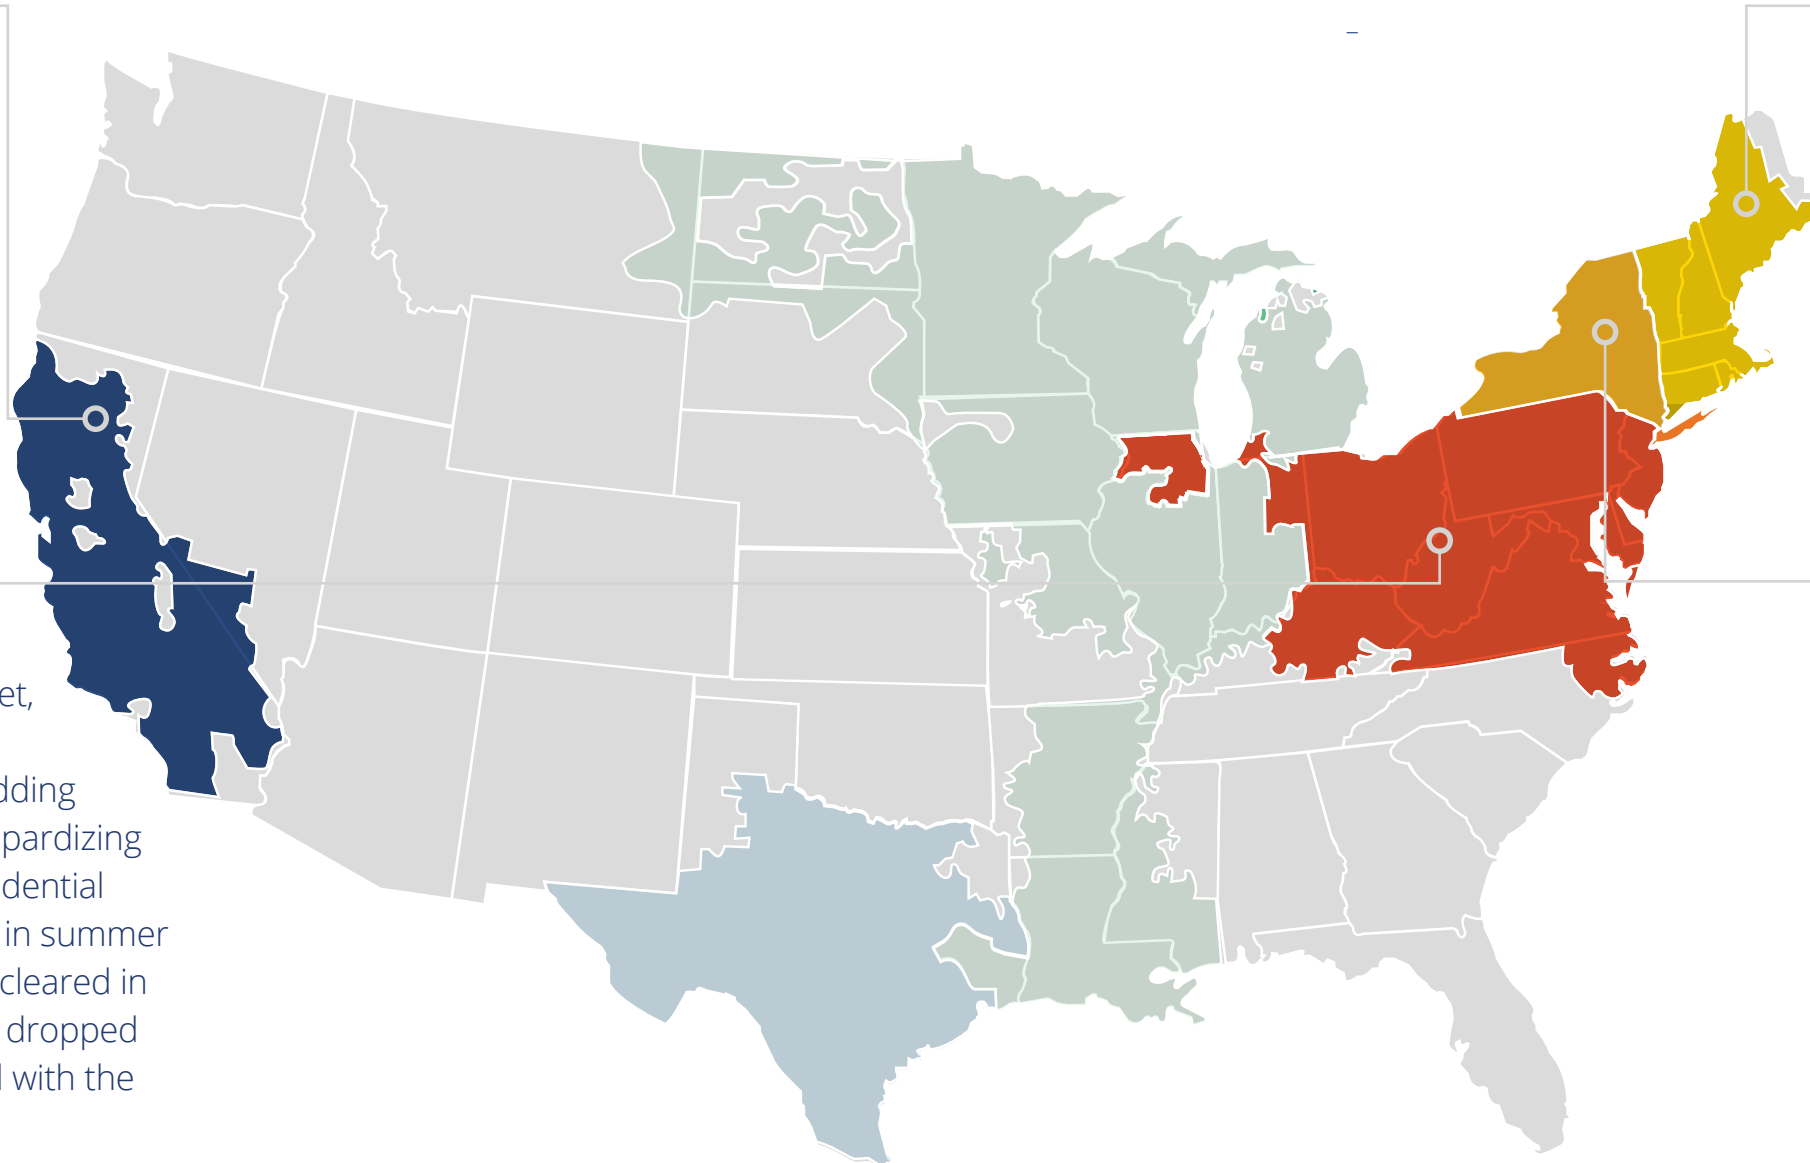 et,
dding
pardizing
dential
in summer
cleared in
dropped
with the